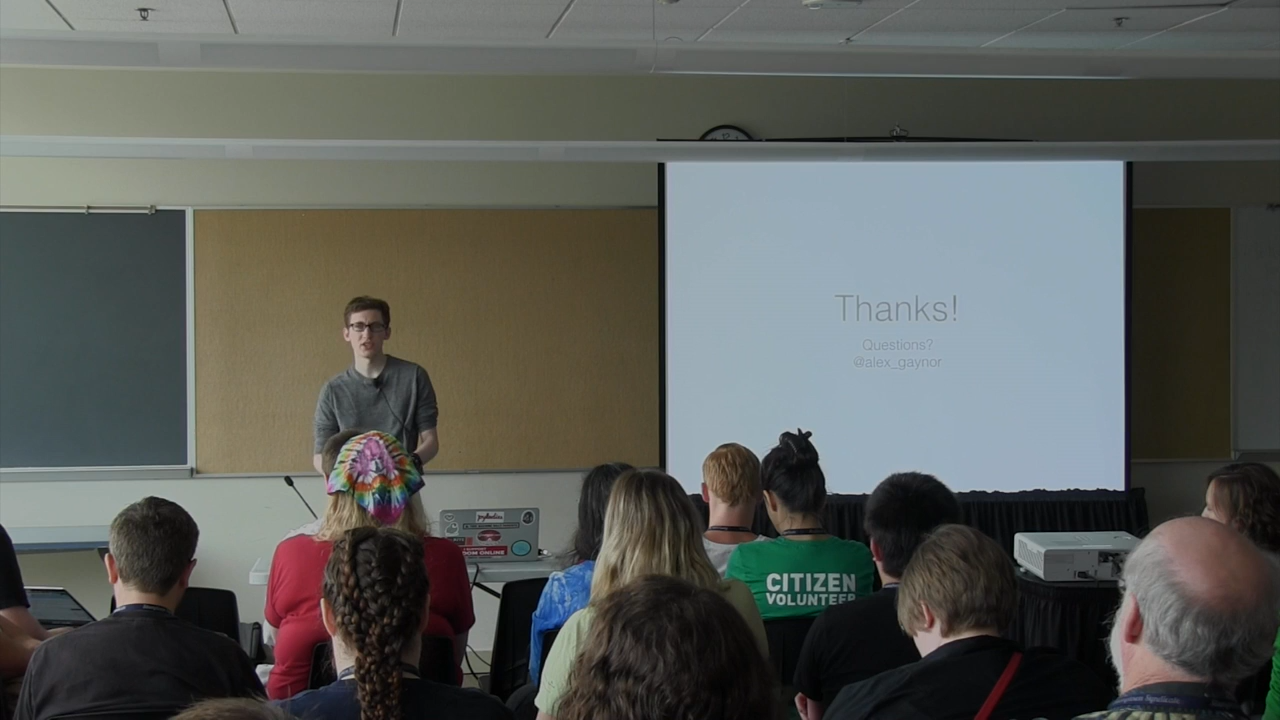 Thanks!
Questions?
@alex_gaynor
CITIZEN
VOLUNTEER